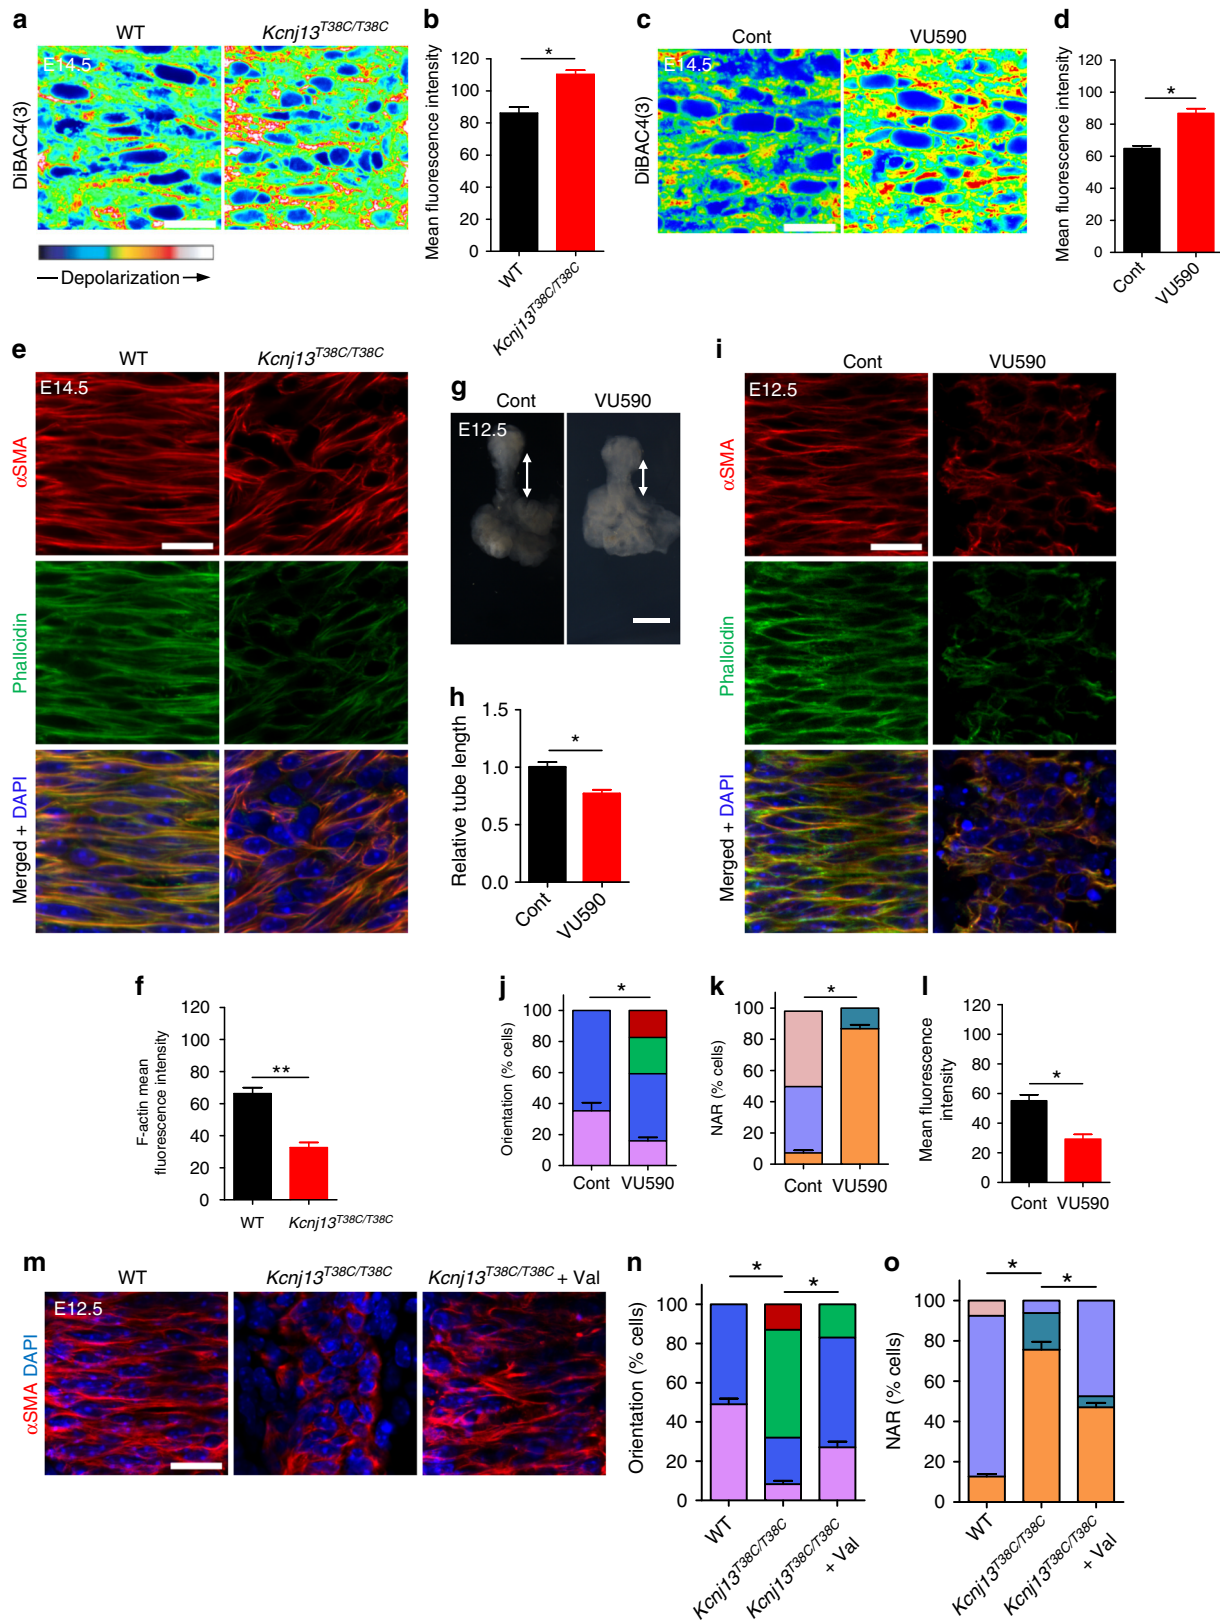 a
WT
Kcnj13T38C/T38C
E14.5
DiBAC4(3)
Depolarization
b
*
Mean fluorescence intensity
120
100
80
60
40
20
0
WT
Kcnj13T38C/T38C
c
Cont
VU590
E14.5
DiBAC4(3)
d
*
Mean fluorescence intensity
120
100
80
60
40
20
0
Cont
VU590
e
WT
Kcnj13T38C/T38C
E14.5
αSMA
Phalloidin
Merged + DAPI
g
Cont
VU590
E12.5
h
*
Relative tube length
1.5
1.0
0.5
0.0
Cont
VU590
i
Cont
VU590
E12.5
αSMA
Phalloidin
Merged + DAPI
f
**
F-actin mean
fluorescence intensity
120
100
80
60
40
20
0
WT
Kcnj13T38C/T38C
j
*
Orientation (% cells)
100
80
60
40
20
0
Cont
VU590
k
*
NAR (% cells)
100
80
60
40
20
0
Cont
VU590
l
*
Mean fluorescence
intensity
120
100
80
60
40
20
0
Cont
VU590
m
WT
Kcnj13T38C/T38C
Kcnj13T38C/T38C + Val
E12.5
αSMA DAPI
n
*
*
Orientation (% cells)
100
80
60
40
20
0
WT
Kcnj13T38C/T38C
Kcnj13T38C/T38C
+ Val
o
*
*
NAR (% cells)
100
80
60
40
20
0
WT
Kcnj13T38C/T38C
Kcnj13T38C/T38C
+ Val